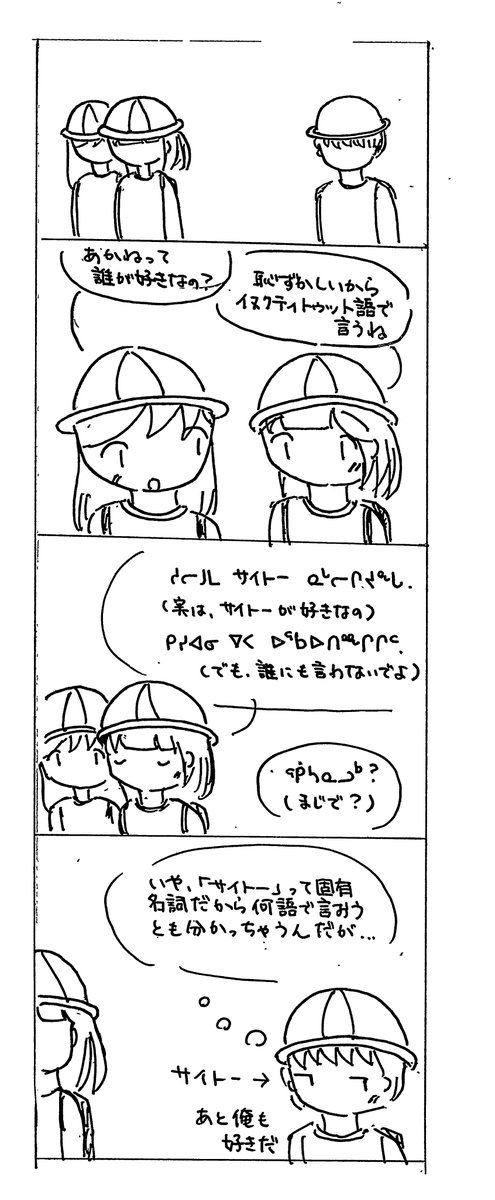 あかねって
誰が好きなの?
恥ずかしいから
イヌクティトゥット語で
言うね
サイトー
(実は、サイトーが好きなの)
(でも、誰にも言わないでよ)
(まじで?)
いや、「サイトー」って固有
名詞だから何語で言おう
とも分かっちゃうんだが...
サイトー→
あと俺も
好きだ